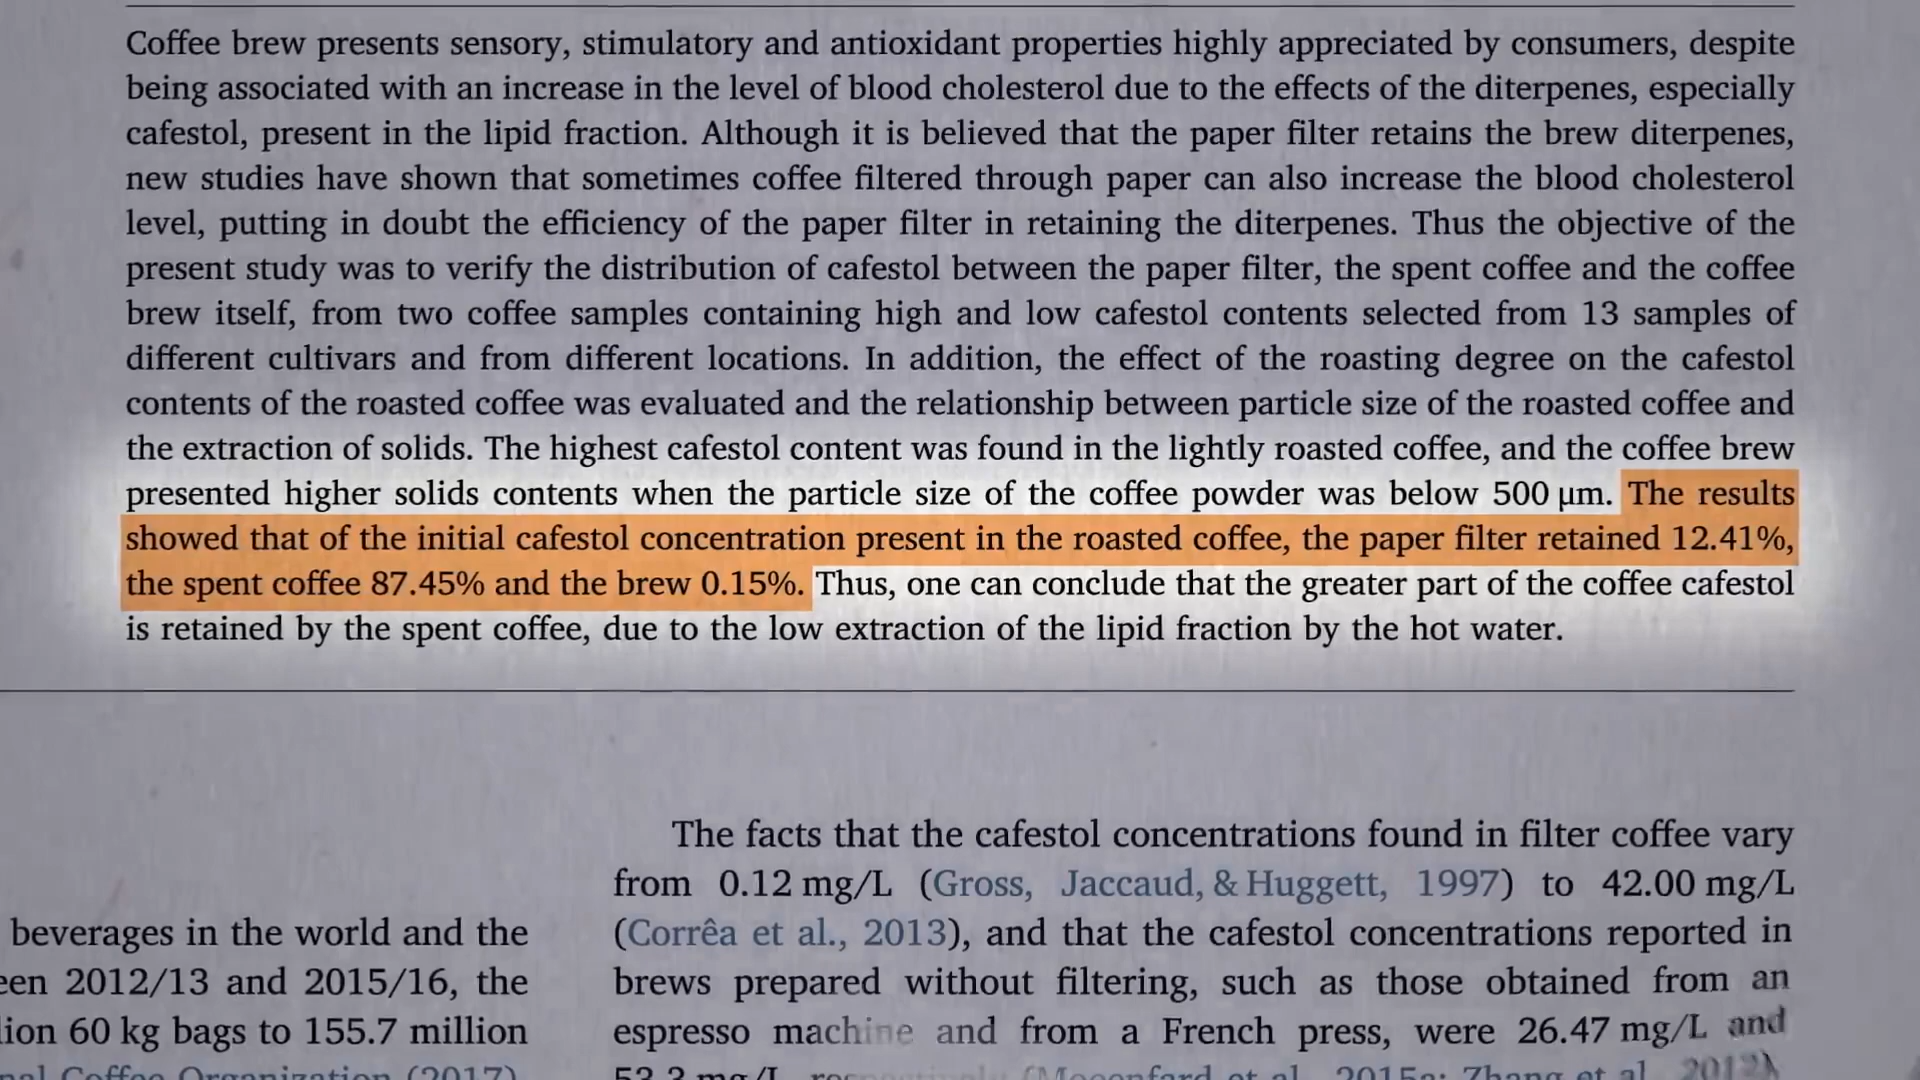 Coffee brew presents sensory, stimulatory and antioxidant properties highly appreciated by consumers, despite
being associated with an increase in the level of blood cholesterol due to the effects of the diterpenes, especially
cafestol, present in the lipid fraction. Although it is believed that the paper filter retains the brew diterpenes,
new studies have shown that sometimes coffee filtered through paper can also increase the blood cholesterol
level, putting in doubt the efficiency of the paper filter in retaining the diterpenes. Thus the objective of the
present study was to verify the distribution of cafestol between the paper filter, the spent coffee and the coffee
brew itself, from two coffee samples containing high and low cafestol contents selected from 13 samples of
different cultivars and from different locations. In addition, the effect of the roasting degree on the cafestol
contents of the roasted coffee was evaluated and the relationship between particle size of the roasted coffee and
the extraction of solids. The highest cafestol content was found in the lightly roasted coffee, and the coffee brew
presented higher solids contents when the particle size of the coffee powder was below 500 μm. The results
showed that of the initial cafestol concentration present in the roasted coffee, the paper filter retained 12.41%,
the spent coffee 87.45% and the brew 0.15%. Thus, one can conclude that the greater part of the coffee cafestol
is retained by the spent coffee, due to the low extraction of the lipid fraction by the hot water.
beverages in the world and the
een 2012/13 and 2015/16, the
lion 60 kg bags to 155.7 million
nal Coffee Organization (2017)
The facts that the cafestol concentrations found in filter coffee vary
from 0.12 mg/L (Gross, Jaccaud, & Huggett, 1997) to 42.00 mg/L
(Corrêa et al., 2013), and that the cafestol concentrations reported in
brews prepared without filtering, such as those obtained from an
espresso machine and from a French press, were 26.47 mg/L and
mg/L et al., 2015a; Zhang et al., 2012)